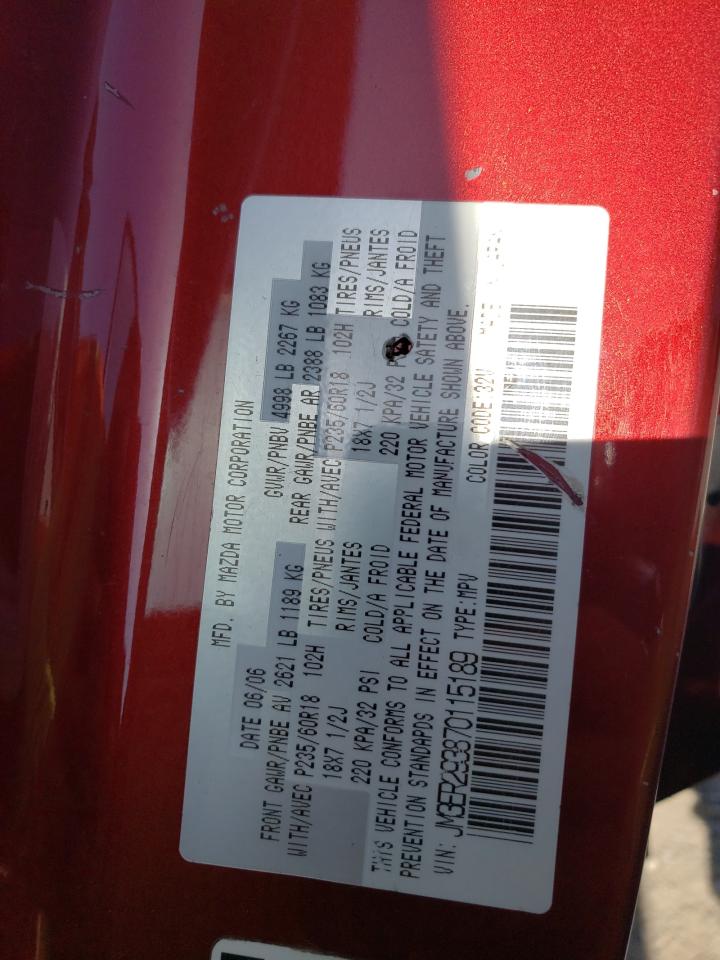 MFD. BY MAZDA MOTOR CORPORATION
DATE 06/06 GVWR/PNBV 4998 LB 2267 KG
FRONT GAWR/PNBE AV 2621 LB 1189 KG REAR GAWR/PNBE AR 2388 LB 1083 KG
WITH/AVEC P235/60R18 102H TIRES/PNEUS WITH/AVEC P235/60R18 102H TIRES/PNEUS
18X7 1/2J RIMS/JANTES 18X7 1/2J RIMS/JANTES
220 KPA/32 PSI COLD/A FROID 220 KPA/32 COLD/A FROID
THIS VEHICLE CONFORMS TO ALL APPLICABLE FEDERAL MOTOR VEHICLE SAFETY AND THEFT
PREVENTION STANDARDS IN EFFECT ON THE DATE OF MANUFACTURE SHOWN ABOVE.
VIN: JM3ER293870115189 TYPE:MPV COLOR CODE:32V